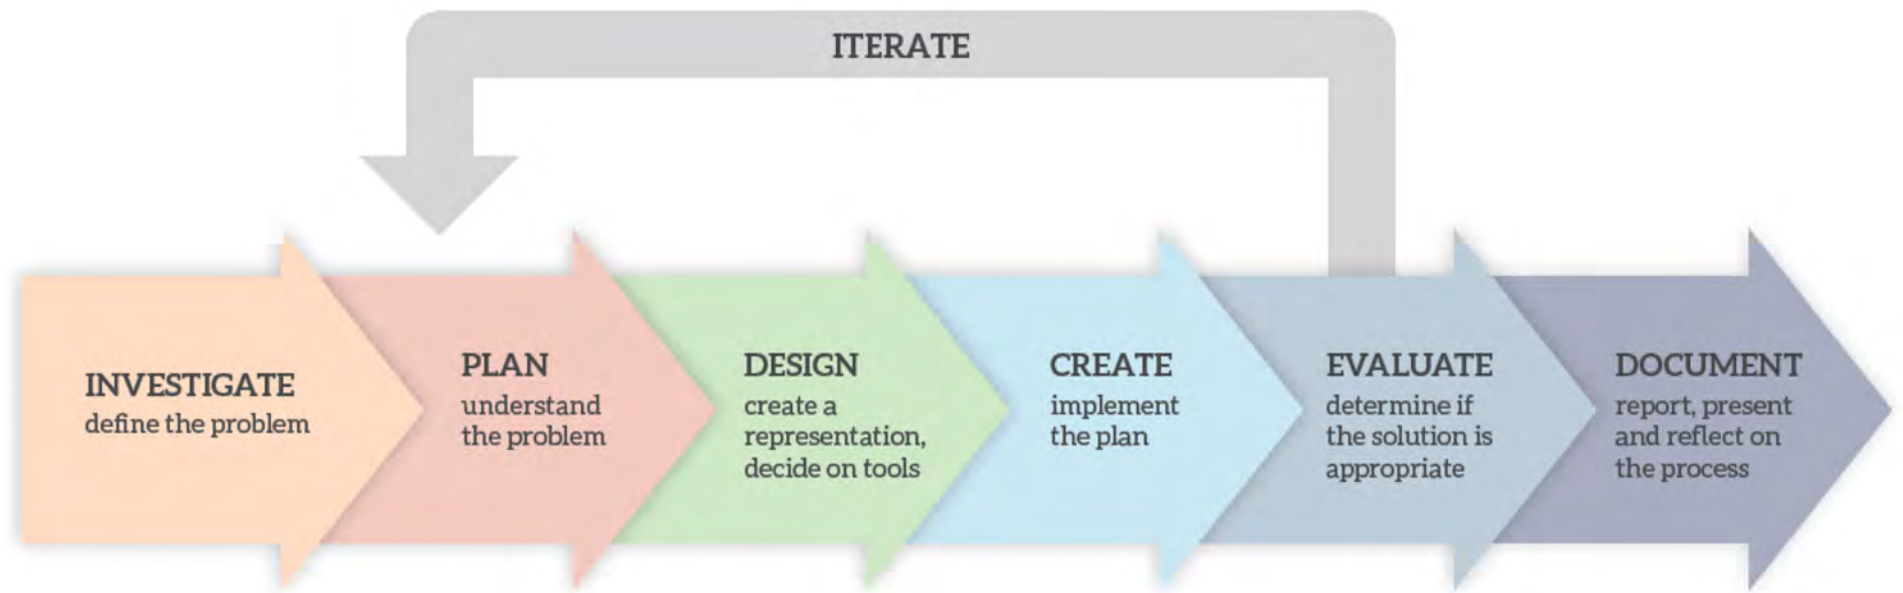 ITERATE
INVESTIGATE
define the problem
PLAN
understand
the problem
DESIGN
create a
representation,
decide on tools
CREATE
implement
the plan
EVALUATE
determine if
the solution is
appropriate
DOCUMENT
report, present
and reflect on
the process